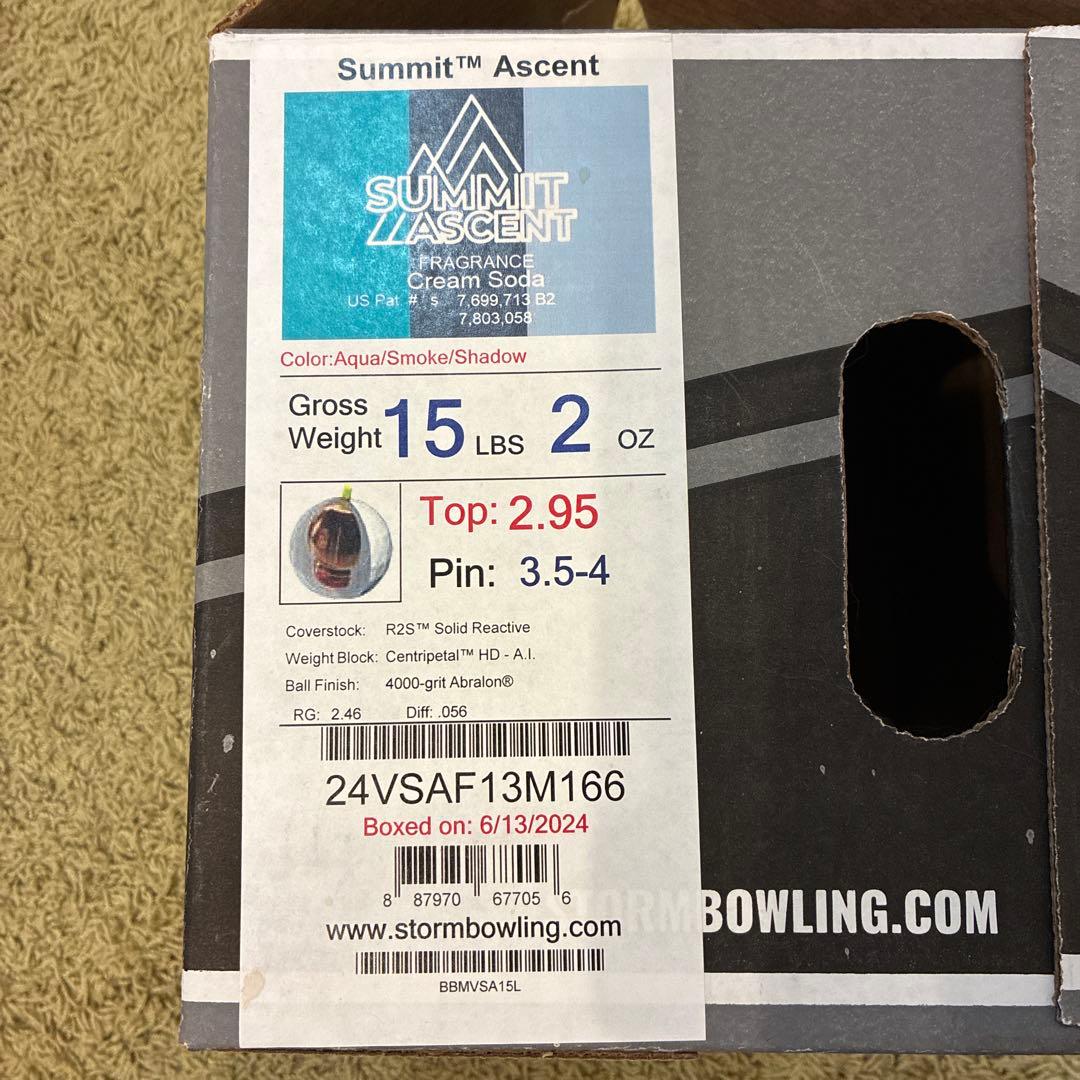 Summit™ Ascent
SUMMIT
ASCENT
FRAGRANCE
Cream Soda
US Pat # s 7,699,713 B2
7,803,058
Color:Aqua/Smoke/Shadow
Gross
Weight 15 LBS 2 OZ
Top: 2.95
Pin: 3.5-4
Coverstock: R2S™ Solid Reactive
Weight Block: Centripetal™ HD - A.I.
Ball Finish: 4000-grit Abralon®
RG: 2.46 Diff: .056
24VSAF13M166
Boxed on: 6/13/2024
8 87970 67705 6
STORMBOWLING.COM
www.stormbowling.com
BBMVSA15L